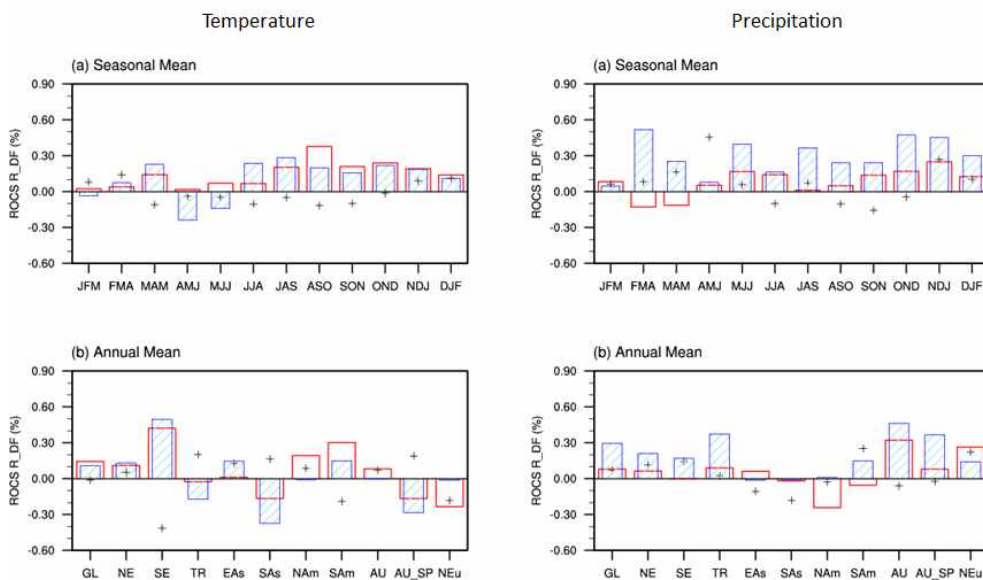 Temperature
Precipitation
(a) Seasonal Mean
0.90
0.60
0.30
0.00
-0.30
-0.60
ROCS R_DF (%)
JFM FMA MAM AMJ MJJ JJA JAS ASO SON OND NDJ DJF
(a) Seasonal Mean
0.90
0.60
0.30
0.00
-0.30
-0.60
ROCS R_DF (%)
JFM FMA MAM AMJ MJJ JJA JAS ASO SON OND NDJ DJF
(b) Annual Mean
0.90
0.60
0.30
0.00
-0.30
-0.60
ROCS R_DF (%)
GL NE SE TR EAs SAs NAm SAm AU AU_SP NEu
(b) Annual Mean
0.90
0.60
0.30
0.00
-0.30
-0.60
ROCS R_DF (%)
GL NE SE TR EAs SAs NAm SAm AU AU_SP NEu